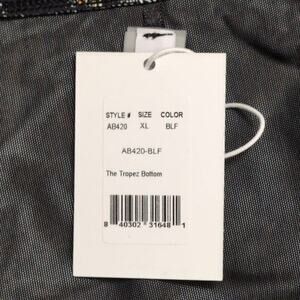 STYLE # SIZE COLOR
AB420 XL BLF
AB420-BLF
The Tropez Bottom
8 40302 31648 1